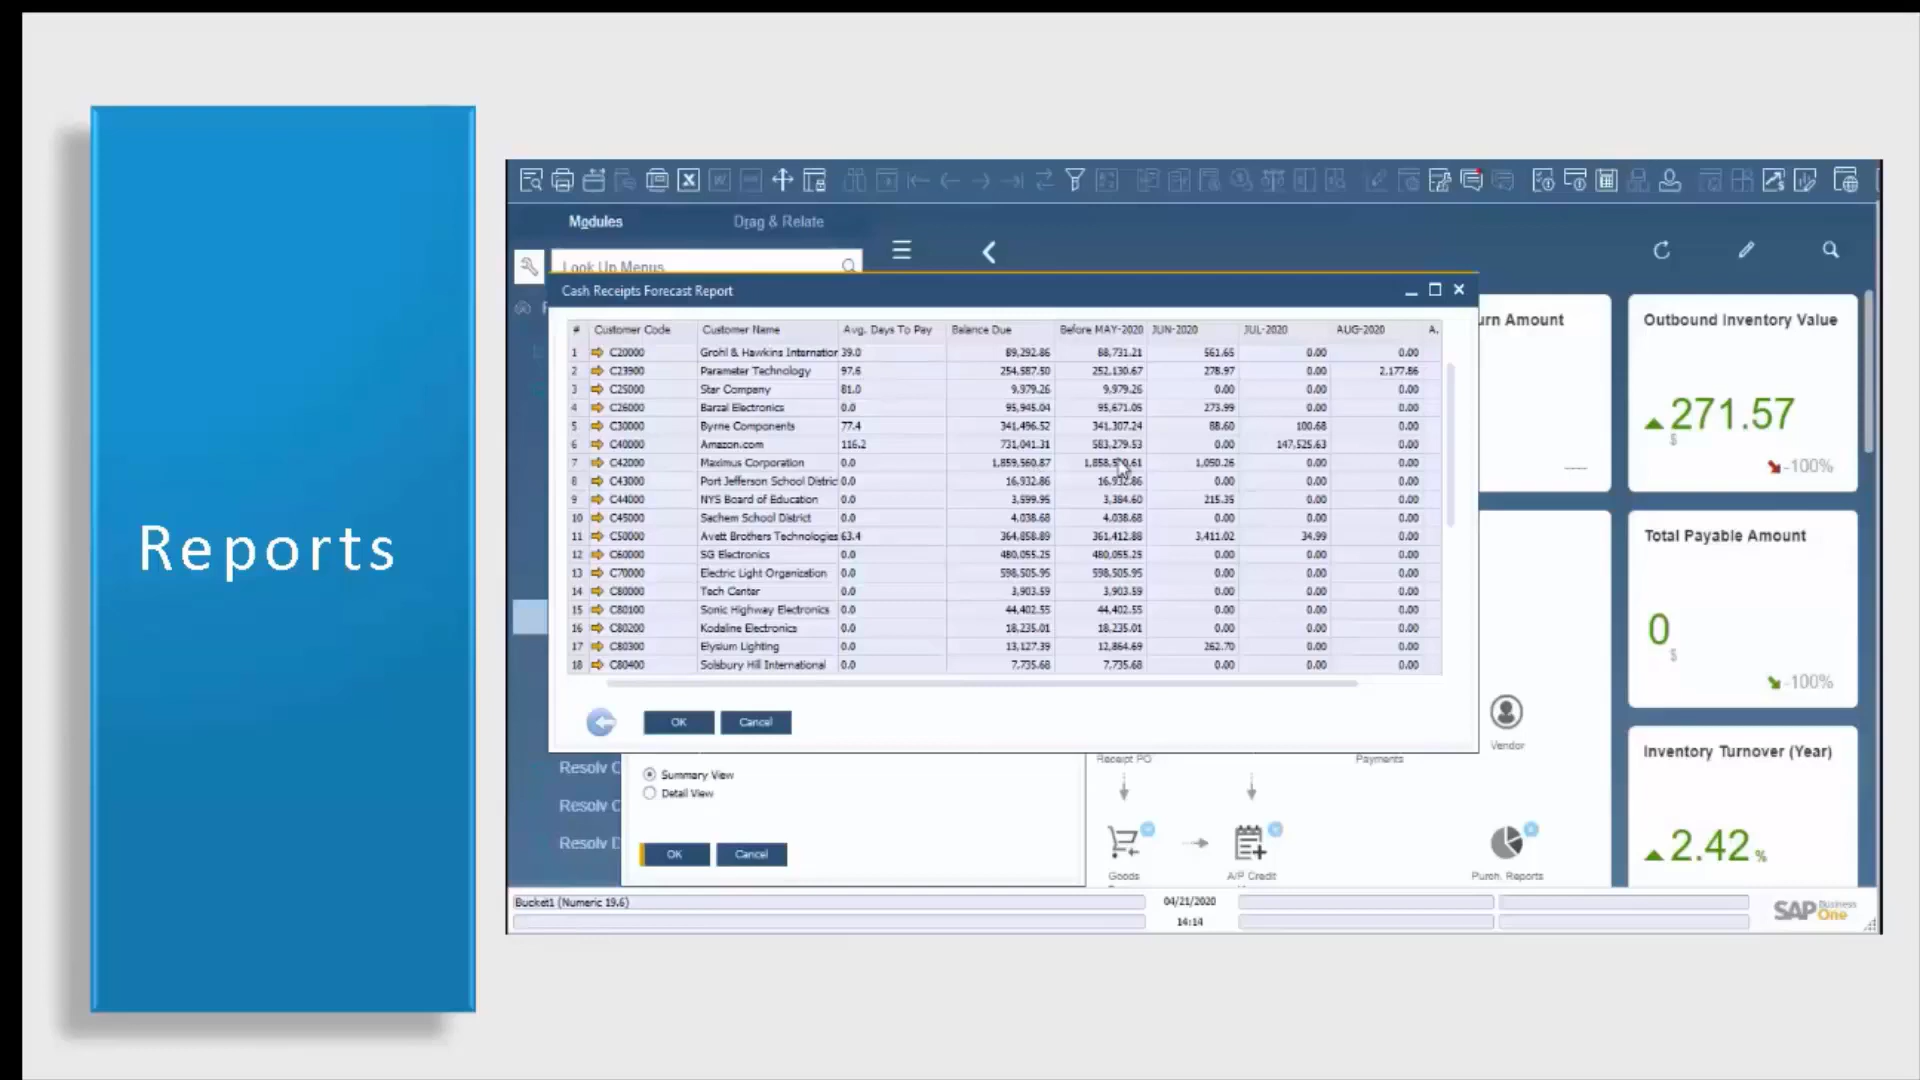 Reports
Modules
Drag & Relate
Look Up Menus
Cash Receipts Forecast Report
# Customer Code Customer Name Avg. Days To Pay Balance Due Before MAY-2020 JUN-2020 JUL-2020 AUG-2020 A.
1 C20000 Grohl & Hawkins Internation 39.0 89,292.86 88,731.21 561.65 0.00 0.00
2 C23900 Parameter Technology 97.6 254,587.50 252,130.67 278.97 0.00 2,177.86
3 C25000 Star Company 81.0 9,979.26 9,979.26 0.00 0.00 0.00
4 C26000 Barzal Electronics 0.0 95,945.04 95,671.05 273.99 0.00 0.00
5 C30000 Byrne Components 77.4 341,496.52 341,307.24 88.60 100.68 0.00
6 C40000 Amazon.com 116.2 731,041.31 583,279.53 0.00 147,525.63 0.00
7 C42000 Maximus Corporation 0.0 1,859,560.87 1,050.26 0.00 0.00
8 C43000 Port Jefferson School Distric 0.0 16,932.86 16,932.86 0.00 0.00 0.00
9 C44000 NYS Board of Education 0.0 3,599.95 3,384.60 215.35 0.00 0.00
10 C45000 Sachem School District 0.0 4,038.68 4,038.68 0.00 0.00 0.00
11 C50000 Avett Brothers Technologies 63.4 364,858.89 361,412.88 3,411.02 34.99 0.00
12 C60000 SG Electronics 0.0 480,055.25 480,055.25 0.00 0.00 0.00
13 C70000 Electric Light Organization 0.0 598,505.95 598,505.95 0.00 0.00 0.00
14 C80000 Tech Center 0.0 3,903.59 3,903.59 0.00 0.00 0.00
15 C80100 Sonic Highway Electronics 0.0 44,402.55 44,402.55 0.00 0.00 0.00
16 C80200 Kodaline Electronics 0.0 18,235.01 18,235.01 0.00 0.00 0.00
17 C80300 Elysium Lighting 0.0 13,127.39 12,864.69 262.70 0.00 0.00
18 C80400 Solsbury Hill International 0.0 7,735.68 7,735.68 0.00 0.00 0.00
OK Cancel
urn Amount
Outbound Inventory Value
271.57
$
-100%
Total Payable Amount
0
$
-100%
Inventory Turnover (Year)
2.42 %
Vendor
Receipt PO
Payments
Resolv C
Resolv C
Resolv D
Summary View
Detail View
OK Cancel
Goods
A/P Credit
Purch. Reports
Bucket1 (Numeric 19.6)
04/21/2020
14:14
SAP Business One